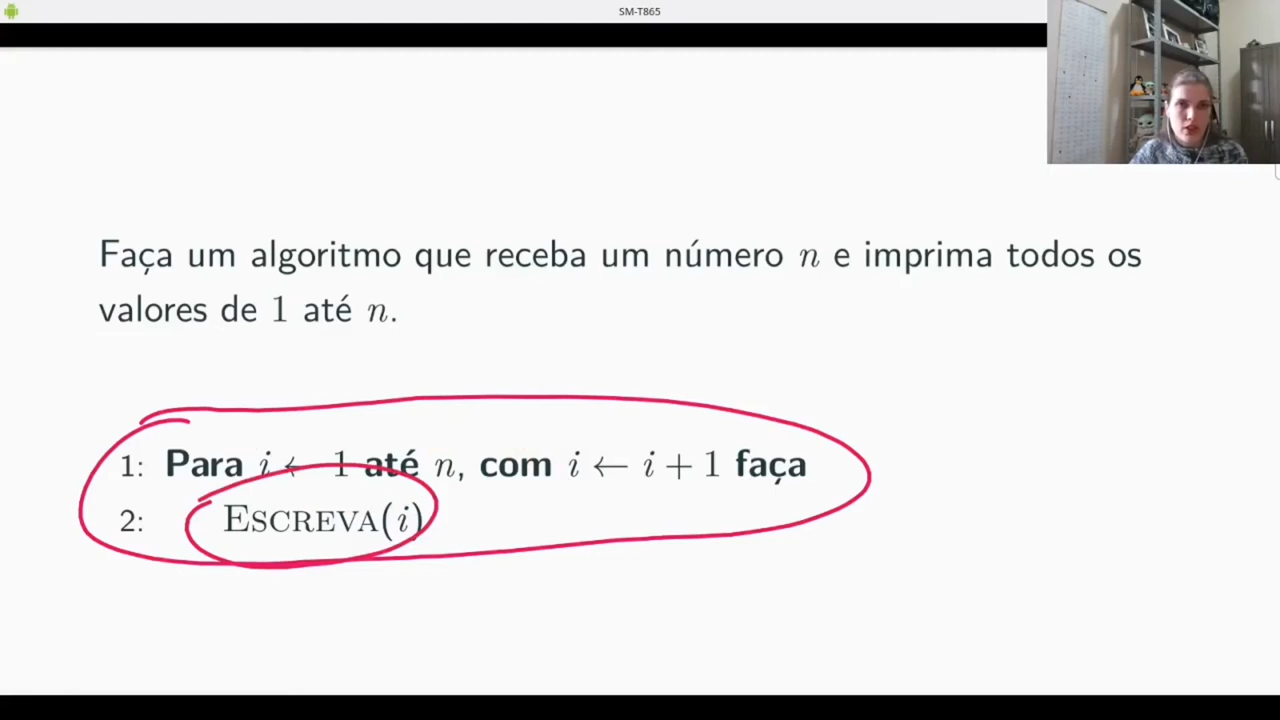 SM-T865
Faça um algoritmo que receba um número n e imprima todos os
valores de 1 até n.
1: Para i ← 1 até n, com i ← i + 1 faça
2: ESCREVA(i)